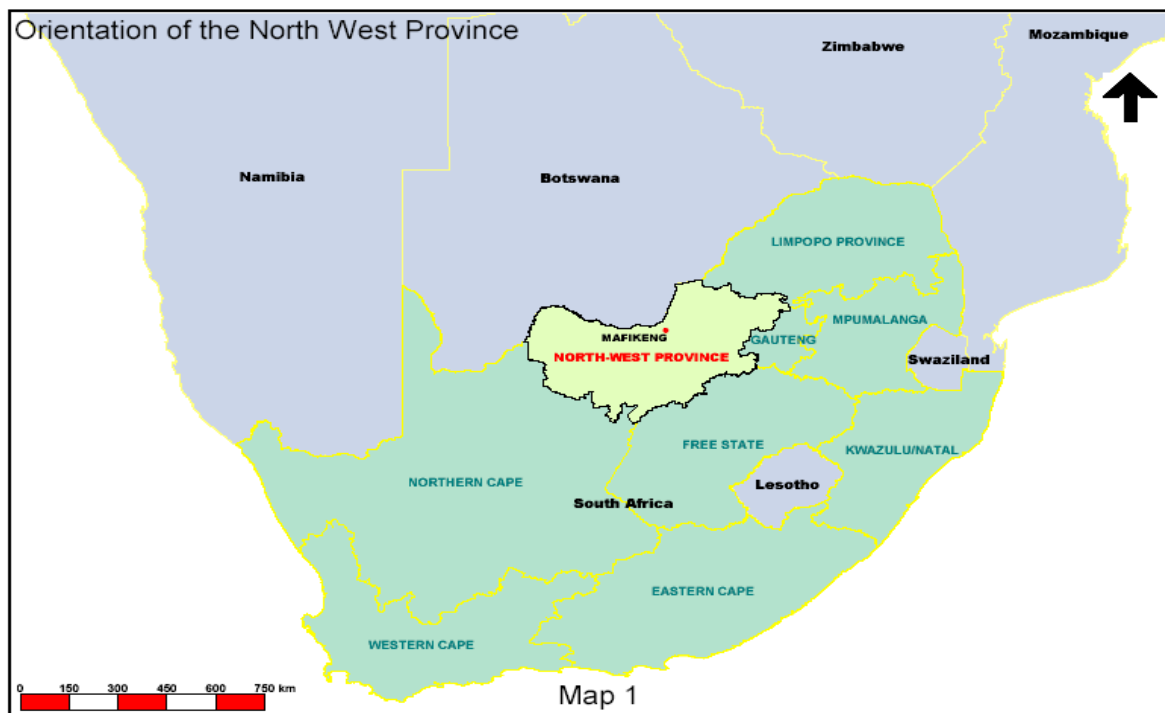 Orientation of the North West Province
Mozambique
Zimbabwe
Namibia
Botswana
LIMPOPO PROVINCE
MPUMALANGA
MAFIKENG
GAUTENG
NORTH-WEST PROVINCE
Swaziland
FREE STATE
KWAZULU/NATAL
NORTHERN CAPE
Lesotho
South Africa
EASTERN CAPE
WESTERN CAPE
0 150 300 450 600 750 km
Map 1